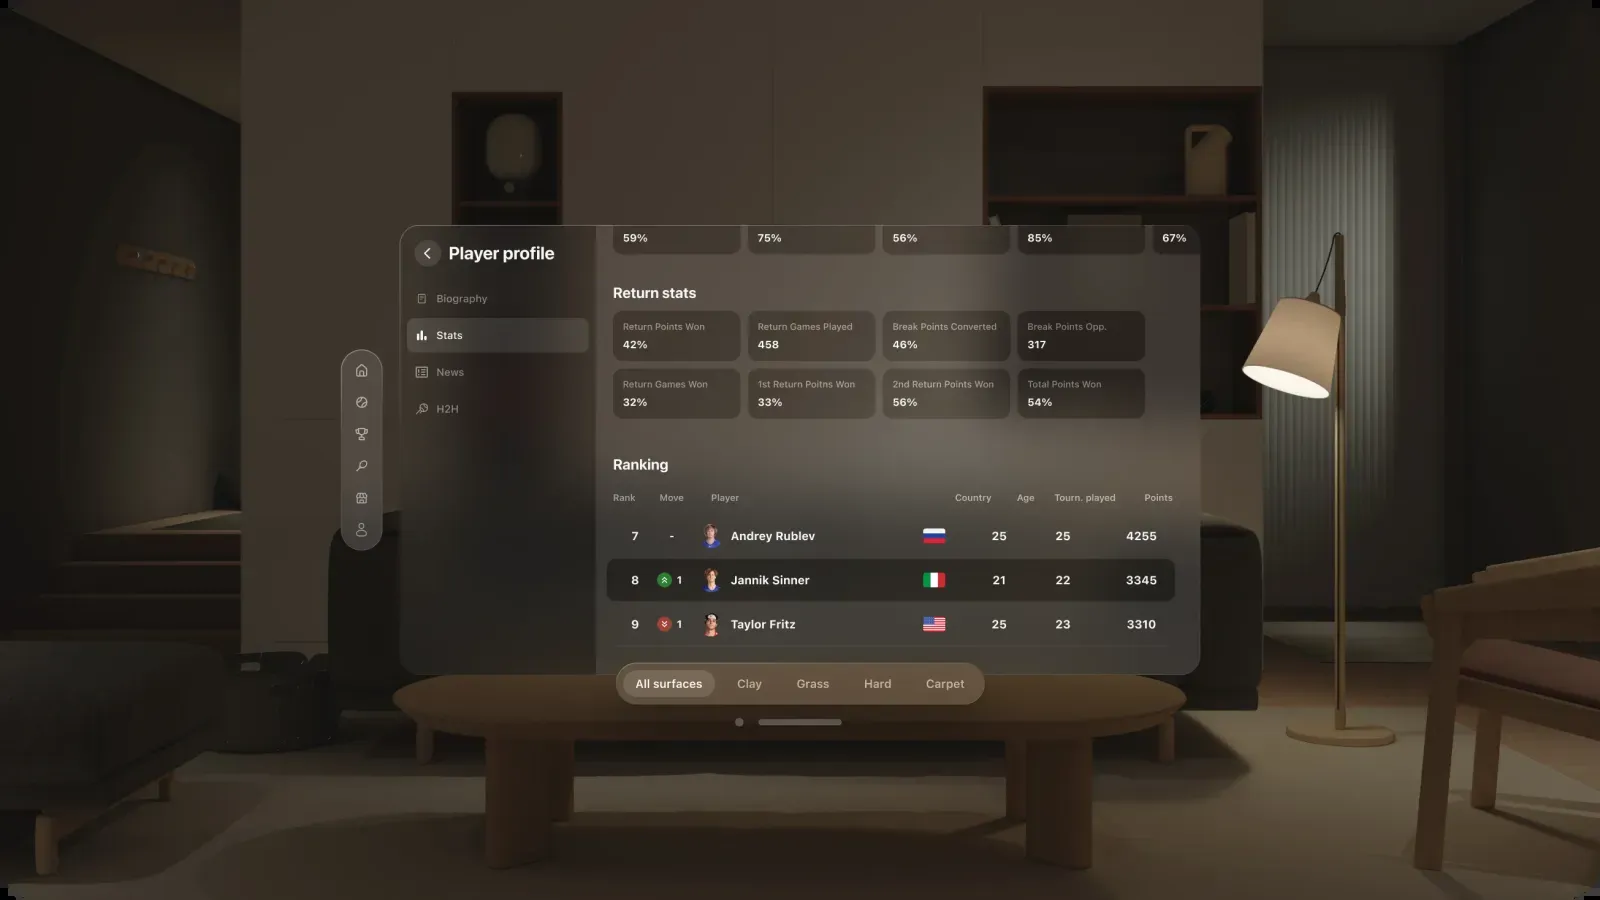 Player profile
Biography
Stats
News
H2H
59% 75% 56% 85% 67%
Return stats
Return Points Won Return Games Played Break Points Converted Break Points Opp.
42% 458 46% 317
Return Games Won 1st Return Poitns Won 2nd Return Points Won Total Points Won
32% 33% 56% 54%
Ranking
Rank Move Player Country Age Tourn. played Points
7 - Andrey Rublev 25 25 4255
8 1 Jannik Sinner 21 22 3345
9 1 Taylor Fritz 25 23 3310
All surfaces Clay Grass Hard Carpet